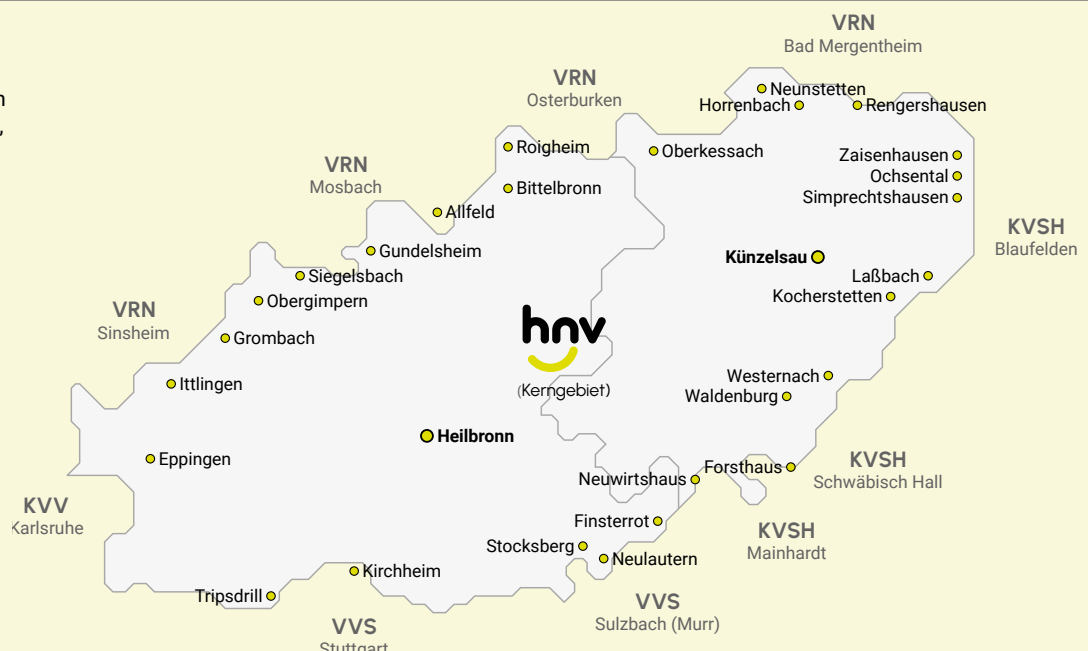 VRN
Bad Mergentheim
VRN
Osterburken
Neunstetten
Horrenbach
Rengershausen
Roigheim
Oberkessach
Zaisenhausen
VRN
Mosbach
Ochsental
Bittelbronn
Simprechtshausen
Allfeld
KVSH
Blaufelden
Gundelsheim
Künzelsau
Siegelsbach
Laßbach
Obergimpern
Kocherstetten
VRN
Sinsheim
hnv
(Kerngebiet)
Grombach
Ittlingen
Westernach
Waldenburg
Heilbronn
Eppingen
Forsthaus
KVSH
Schwäbisch Hall
Neuwirtshaus
KVV
Karlsruhe
Finsterrot
KVSH
Mainhardt
Stocksberg
Neulautern
Kirchheim
Tripsdrill
VVS
Sulzbach (Murr)
VVS
Stuttgart